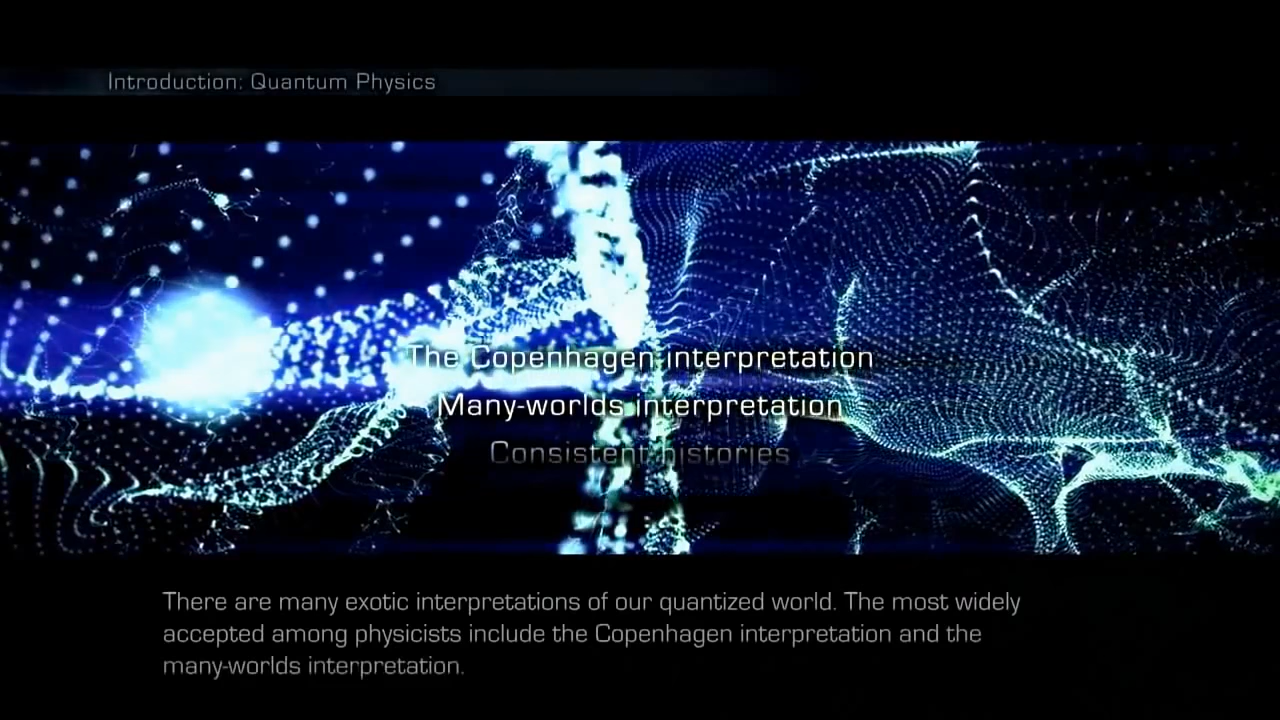 Introduction: Quantum Physics
The Copenhagen interpretation
Many-worlds interpretation
Consistent histories
There are many exotic interpretations of our quantized world. The most widely
accepted among physicists include the Copenhagen interpretation and the
many-worlds interpretation.